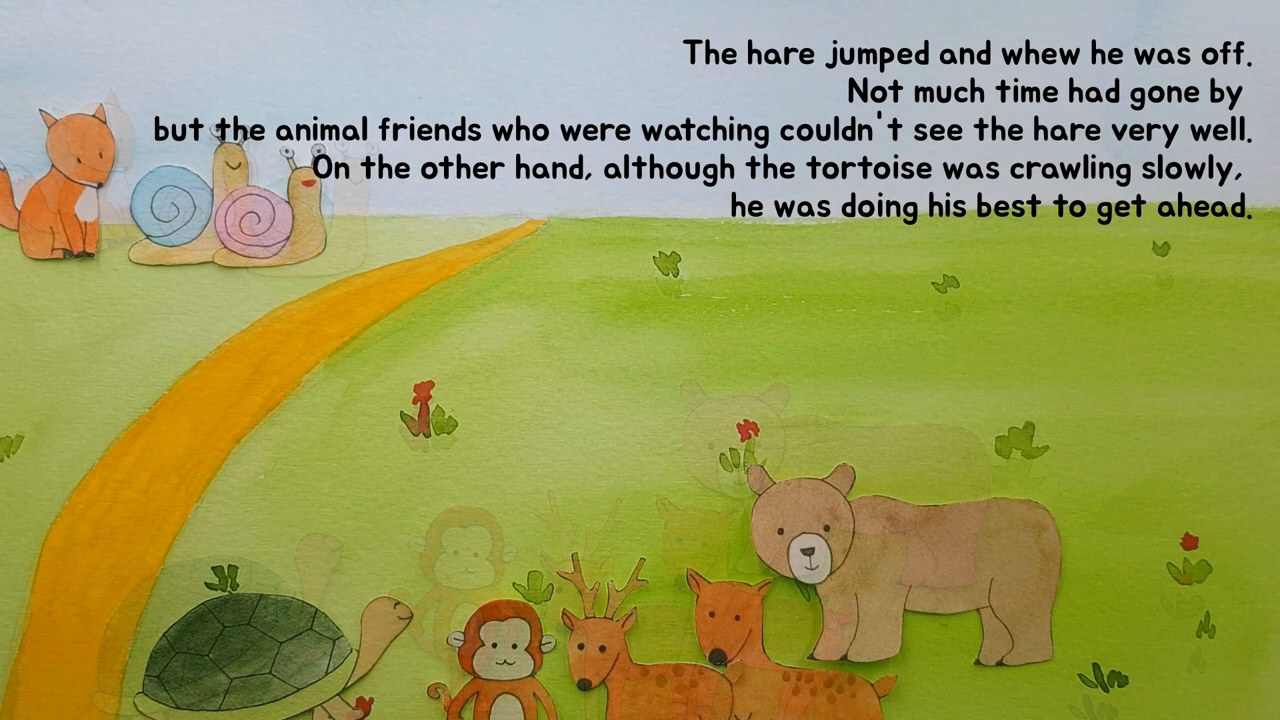 The hare jumped and whew he was off.
Not much time had gone by
but the animal friends who were watching couldn't see the hare very well.
On the other hand, although the tortoise was crawling slowly,
he was doing his best to get ahead.